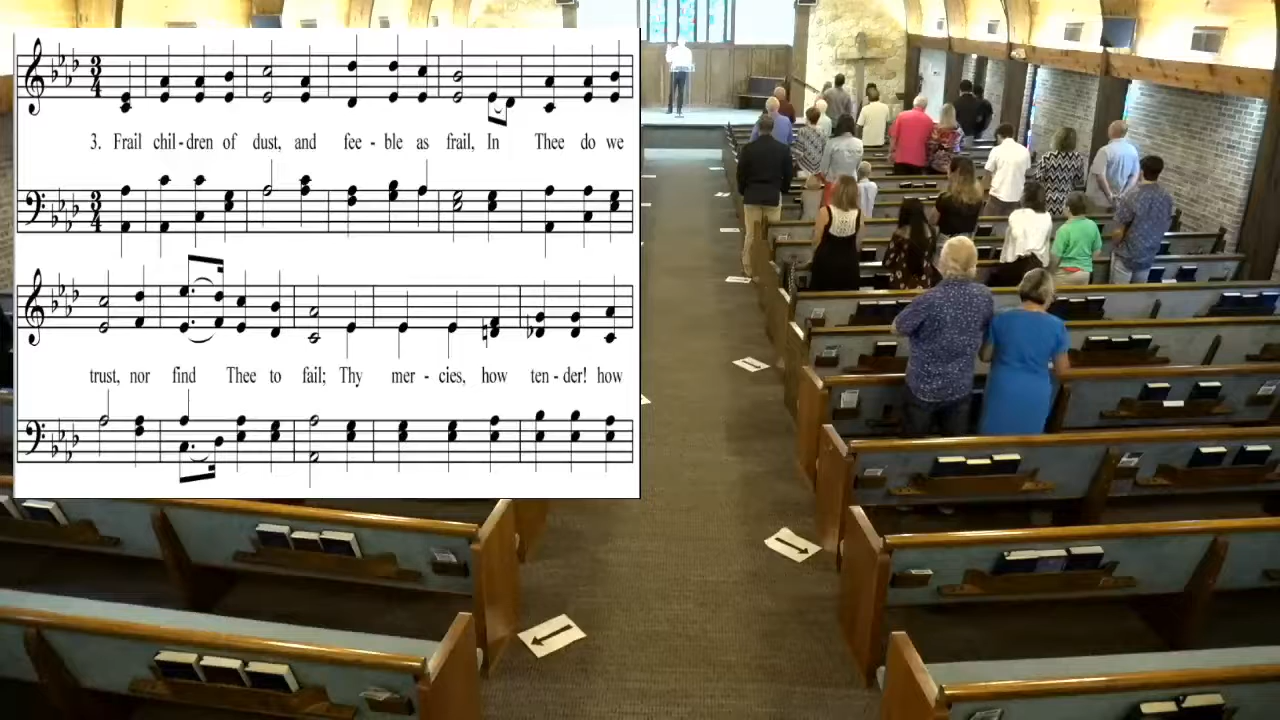 3. Frail chil - dren of dust, and fee - ble as frail, In Thee do we
trust, nor find Thee to fail; Thy mer - cies, how ten - der! how